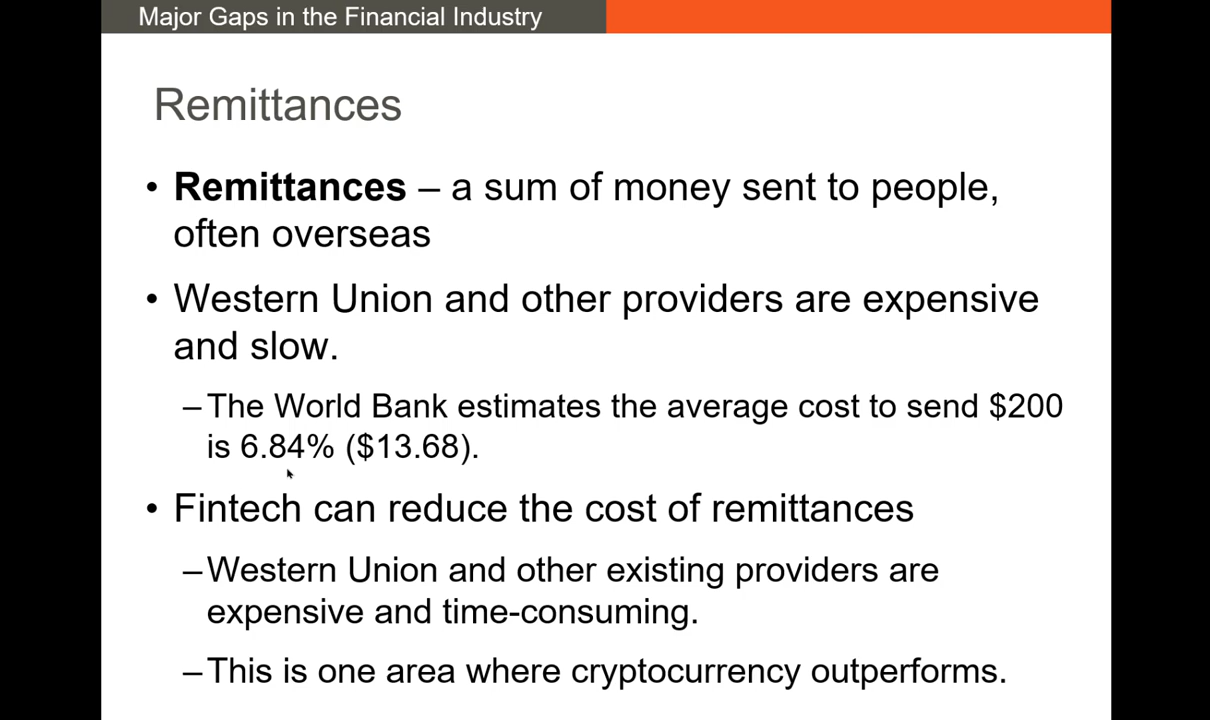 Major Gaps in the Financial Industry
Remittances
• Remittances – a sum of money sent to people,
often overseas
• Western Union and other providers are expensive
and slow.
– The World Bank estimates the average cost to send $200
is 6.84% ($13.68).
• Fintech can reduce the cost of remittances
– Western Union and other existing providers are
expensive and time-consuming.
– This is one area where cryptocurrency outperforms.